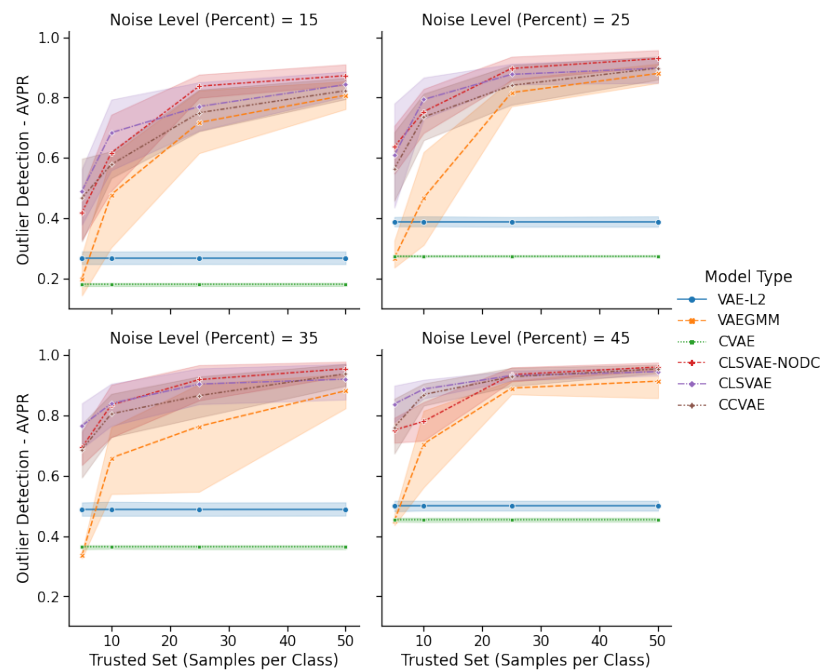 Noise Level (Percent) = 15
Noise Level (Percent) = 25
1.0
0.8
0.6
0.4
0.2
Outlier Detection - AVPR
Model Type
VAE-L2
VAEGMM
CVAE
CLSVAE-NODC
CLSVAE
CCVAE
Noise Level (Percent) = 35
Noise Level (Percent) = 45
1.0
0.8
0.6
0.4
0.2
Outlier Detection - AVPR
10 20 30 40 50
10 20 30 40 50
Trusted Set (Samples per Class)
Trusted Set (Samples per Class)